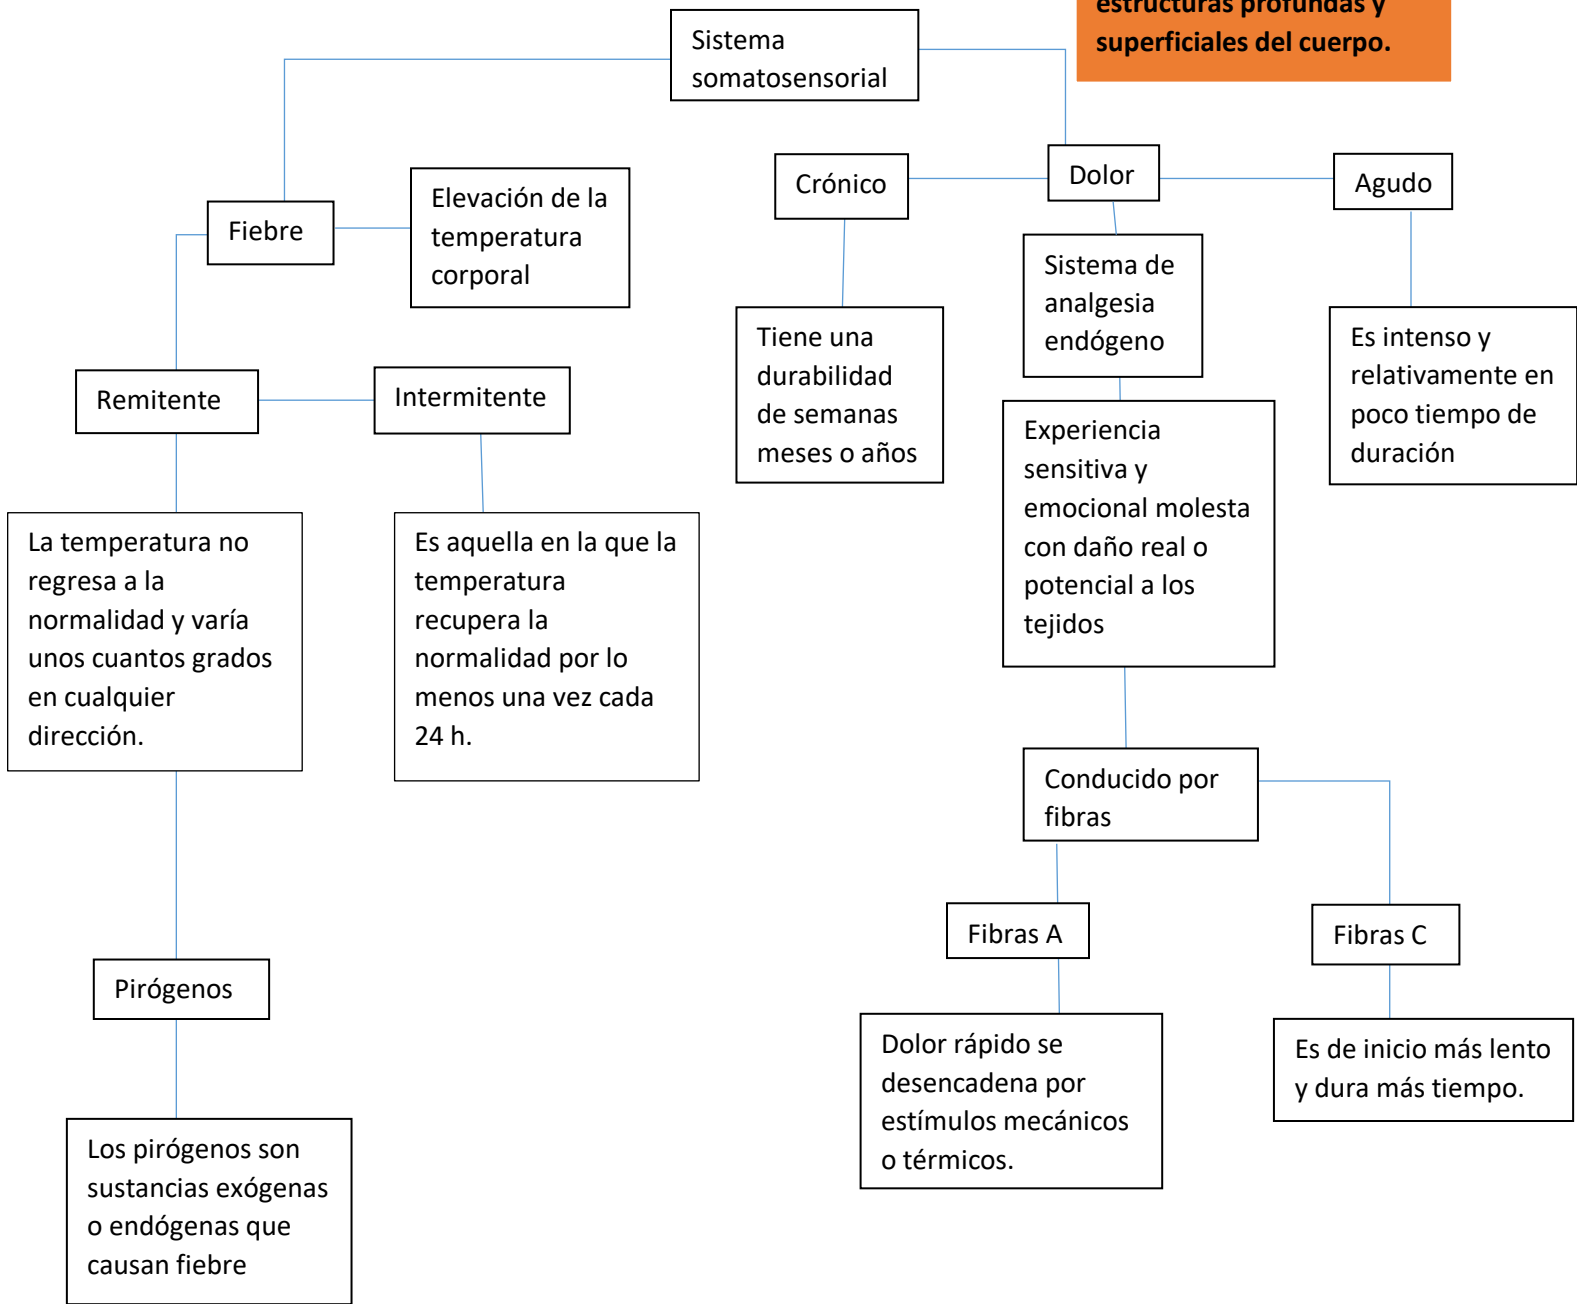 estructuras profundas y
superficiales del cuerpo.
Sistema
somatosensorial
Fiebre
Elevación de la
temperatura
corporal
Crónico
Dolor
Agudo
Sistema de
analgesia
endógeno
Tiene una
durabilidad
de semanas
meses o años
Es intenso y
relativamente en
poco tiempo de
duración
Remitente
Intermitente
Experiencia
sensitiva y
emocional molesta
con daño real o
potencial a los
tejidos
La temperatura no
regresa a la
normalidad y varía
unos cuantos grados
en cualquier
dirección.
Es aquella en la que la
temperatura
recupera la
normalidad por lo
menos una vez cada
24 h.
Conducido por
fibras
Fibras A
Fibras C
Pirógenos
Dolor rápido se
desencadena por
estímulos mecánicos
o térmicos.
Es de inicio más lento
y dura más tiempo.
Los pirógenos son
sustancias exógenas
o endógenas que
causan fiebre